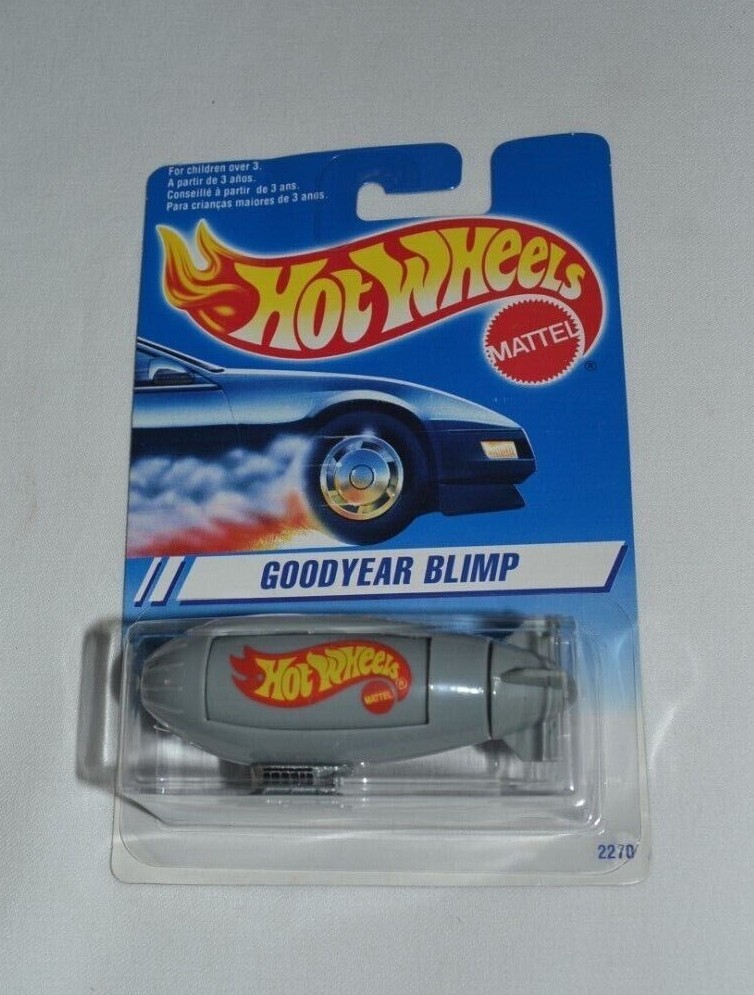 For children over 3.
A partir de 3 años.
Conseillé à partir de 3 ans.
Para crianças maiores de 3 anos.
HOT WHEELS
MATTEL
®
GOODYEAR BLIMP
HOT WHEELS
MATTEL
®
2270